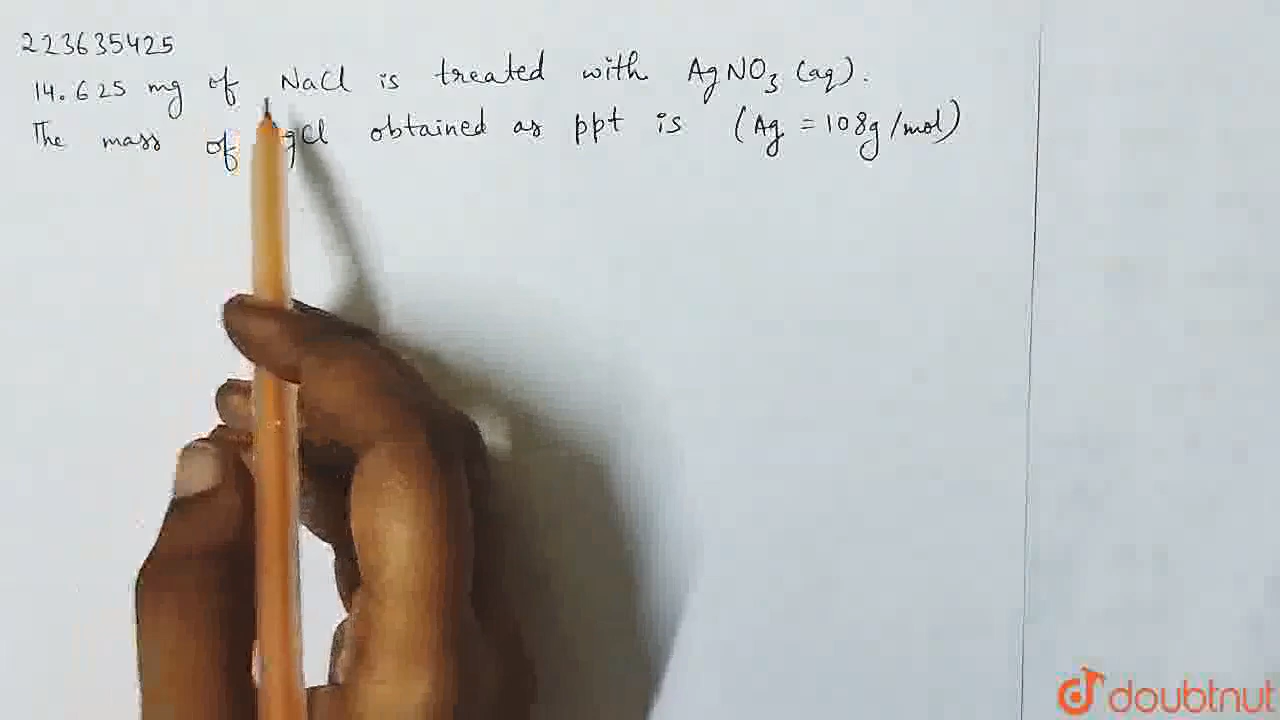 223635425
14.625 mg of NaCl is treated with AgNO3 (aq).
The mass of gCl obtained as ppt is (Ag = 108g/mol)
doubtnut